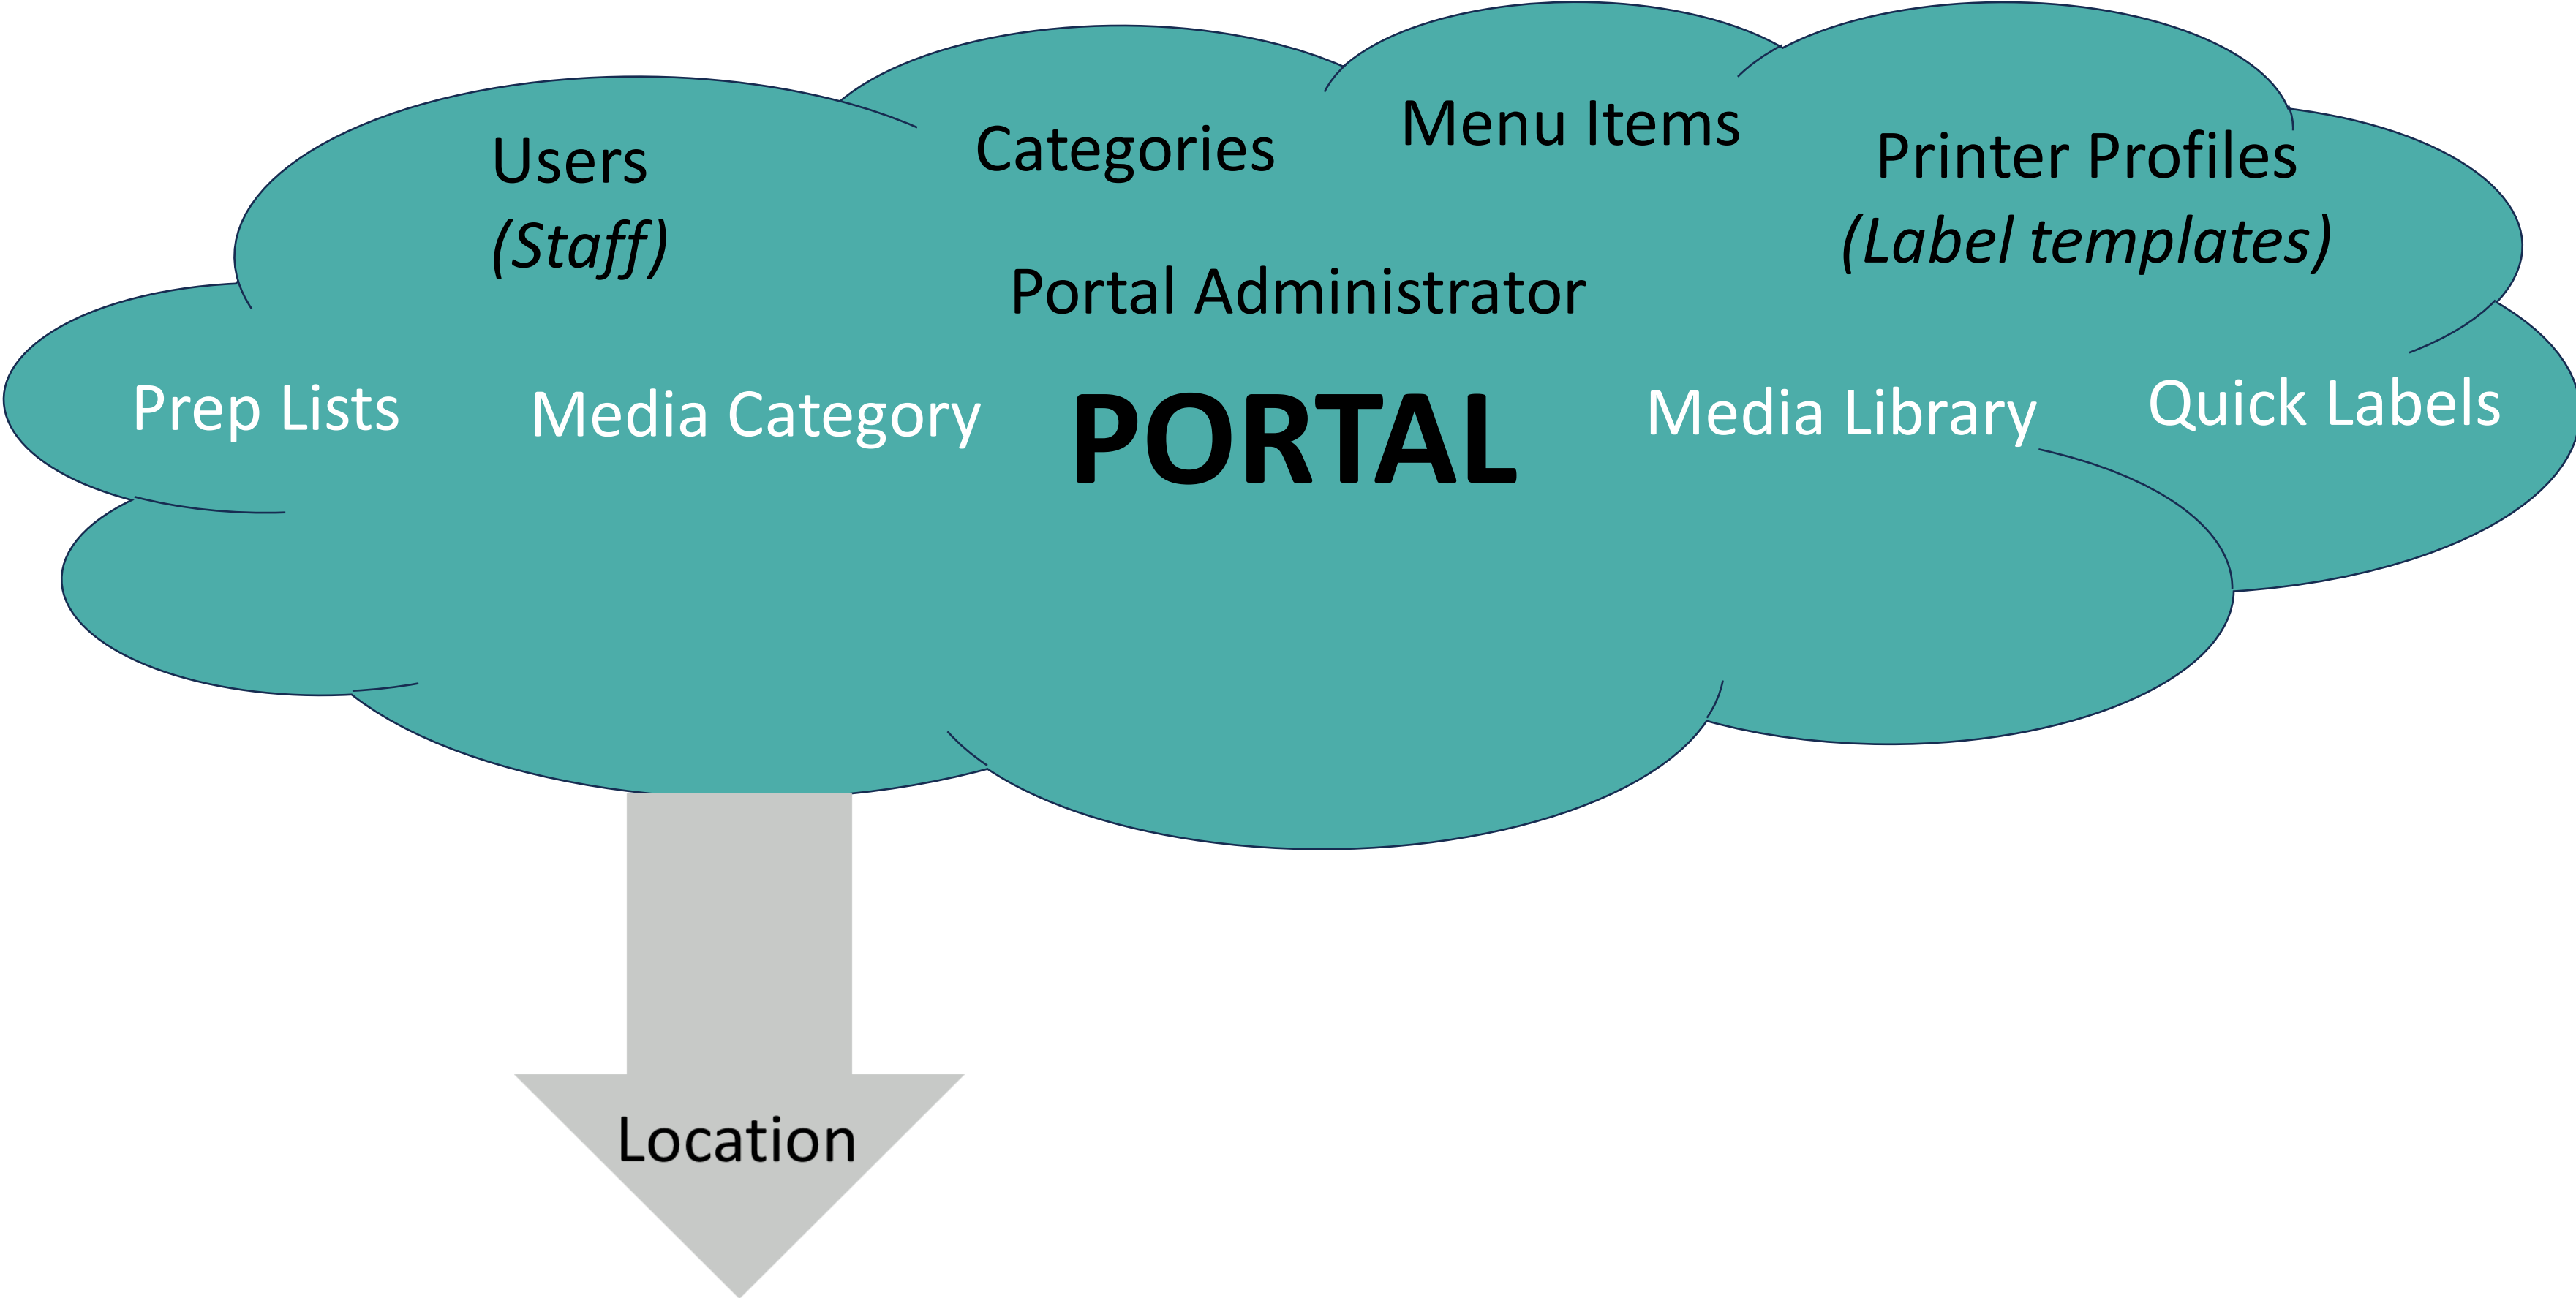 Menu Items
Categories
Users
(Staff)
Printer Profiles
(Label templates)
Portal Administrator
Prep Lists
Media Category
PORTAL
Media Library
Quick Labels
Location